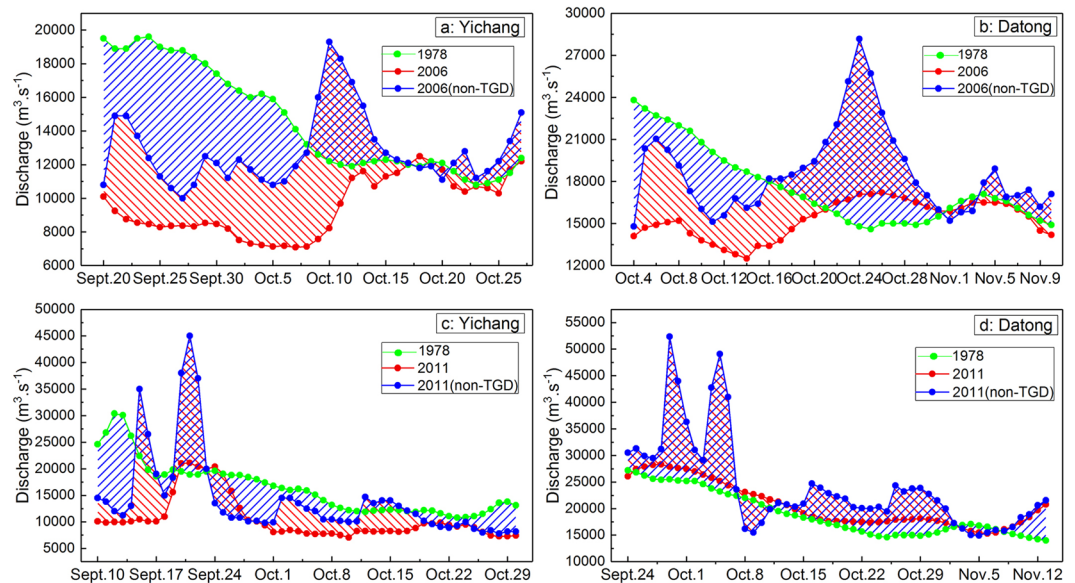 a: Yichang
1978
2006
2006(non-TGD)
Discharge (m³.s⁻¹)
20000
18000
16000
14000
12000
10000
8000
6000
Sept.20 Sept.25 Sept.30 Oct.5 Oct.10 Oct.15 Oct.20 Oct.25
b: Datong
1978
2006
2006(non-TGD)
Discharge (m³.s⁻¹)
30000
27000
24000
21000
18000
15000
12000
Oct.4 Oct.8 Oct.12 Oct.16 Oct.20 Oct.24 Oct.28 Nov.1 Nov.5 Nov.9
c: Yichang
1978
2011
2011(non-TGD)
Discharge (m³.s⁻¹)
50000
45000
40000
35000
30000
25000
20000
15000
10000
5000
Sept.10 Sept.17 Sept.24 Oct.1 Oct.8 Oct.15 Oct.22 Oct.29
d: Datong
1978
2011
2011(non-TGD)
Discharge (m³.s⁻¹)
55000
50000
45000
40000
35000
30000
25000
20000
15000
10000
Sept.24 Oct.1 Oct.8 Oct.15 Oct.22 Oct.29 Nov.5 Nov.12